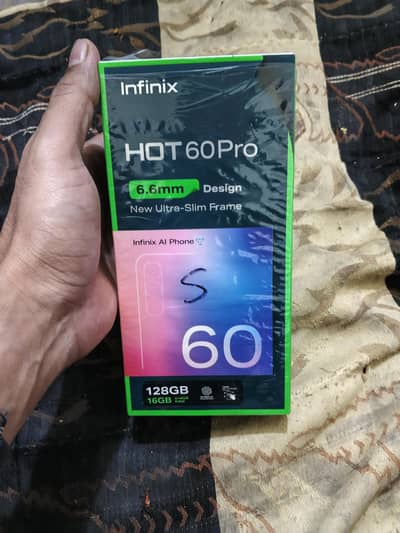 Infinix
HOT 60Pro
6.6mm Design
New Ultra-Slim Frame
Infinix AI Phone
S
60
128GB
16GB